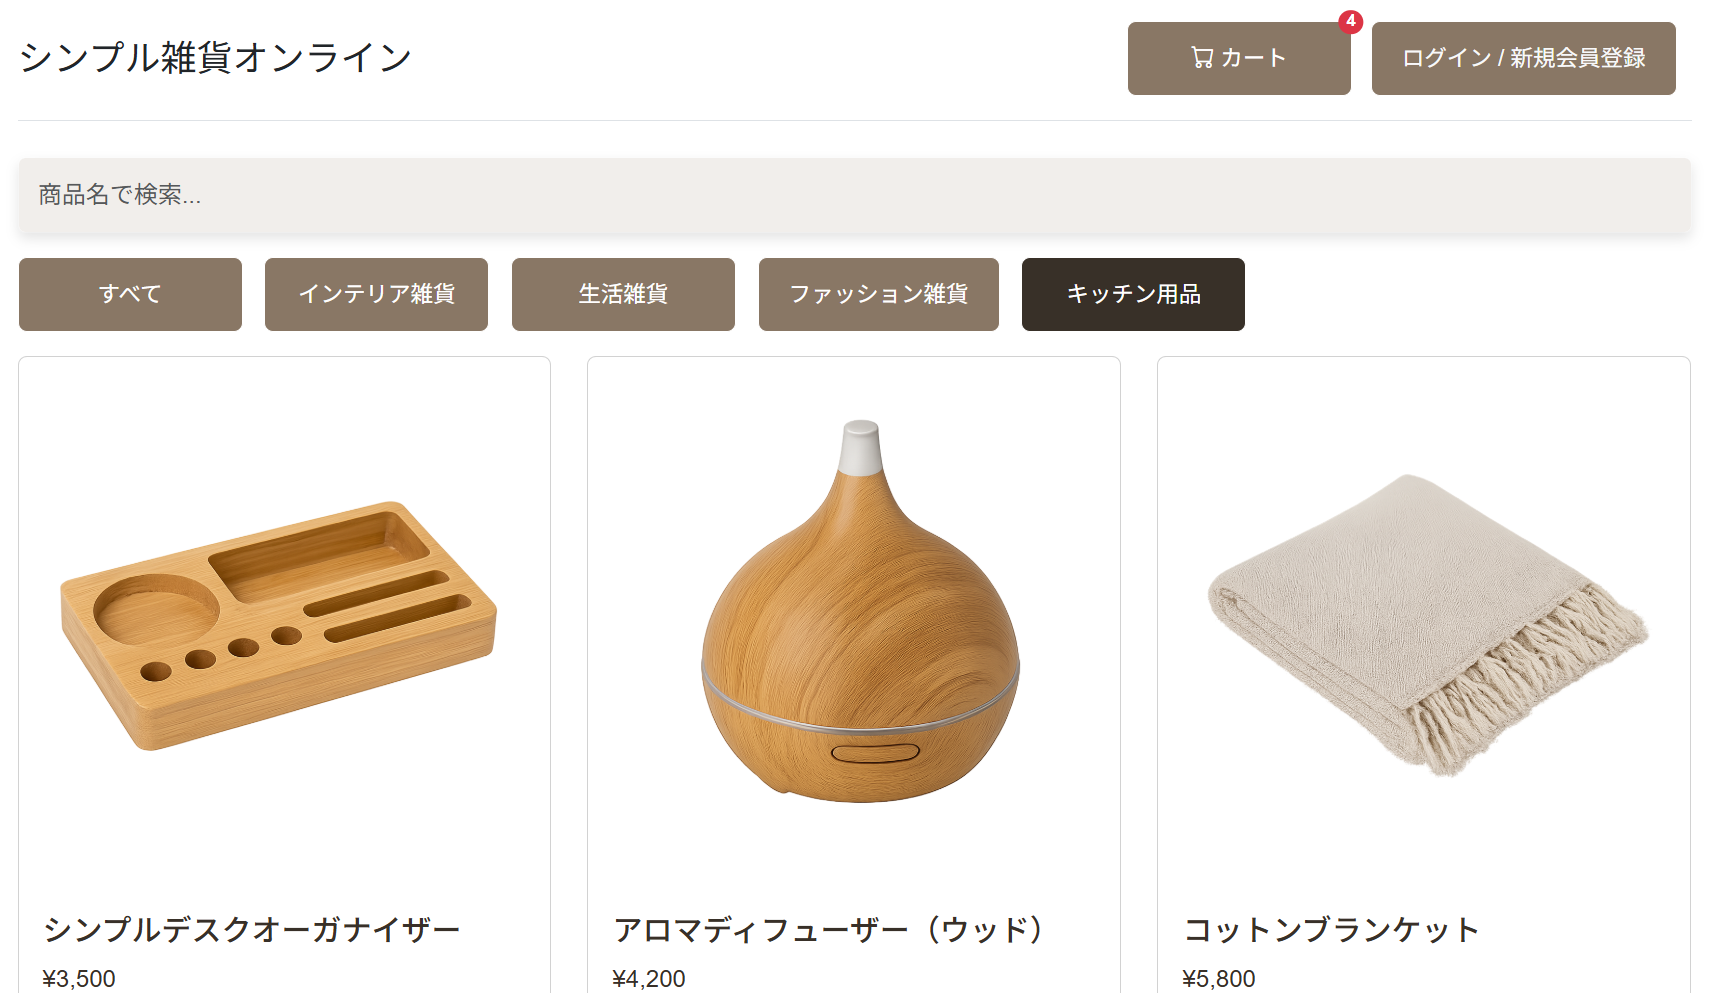 シンプル雑貨オンライン
カート
4
ログイン / 新規会員登録
商品名で検索...
すべて
インテリア雑貨
生活雑貨
ファッション雑貨
キッチン用品
シンプルデスクオーガナイザー
¥3,500
アロマディフューザー（ウッド）
¥4,200
コットンブランケット
¥5,800